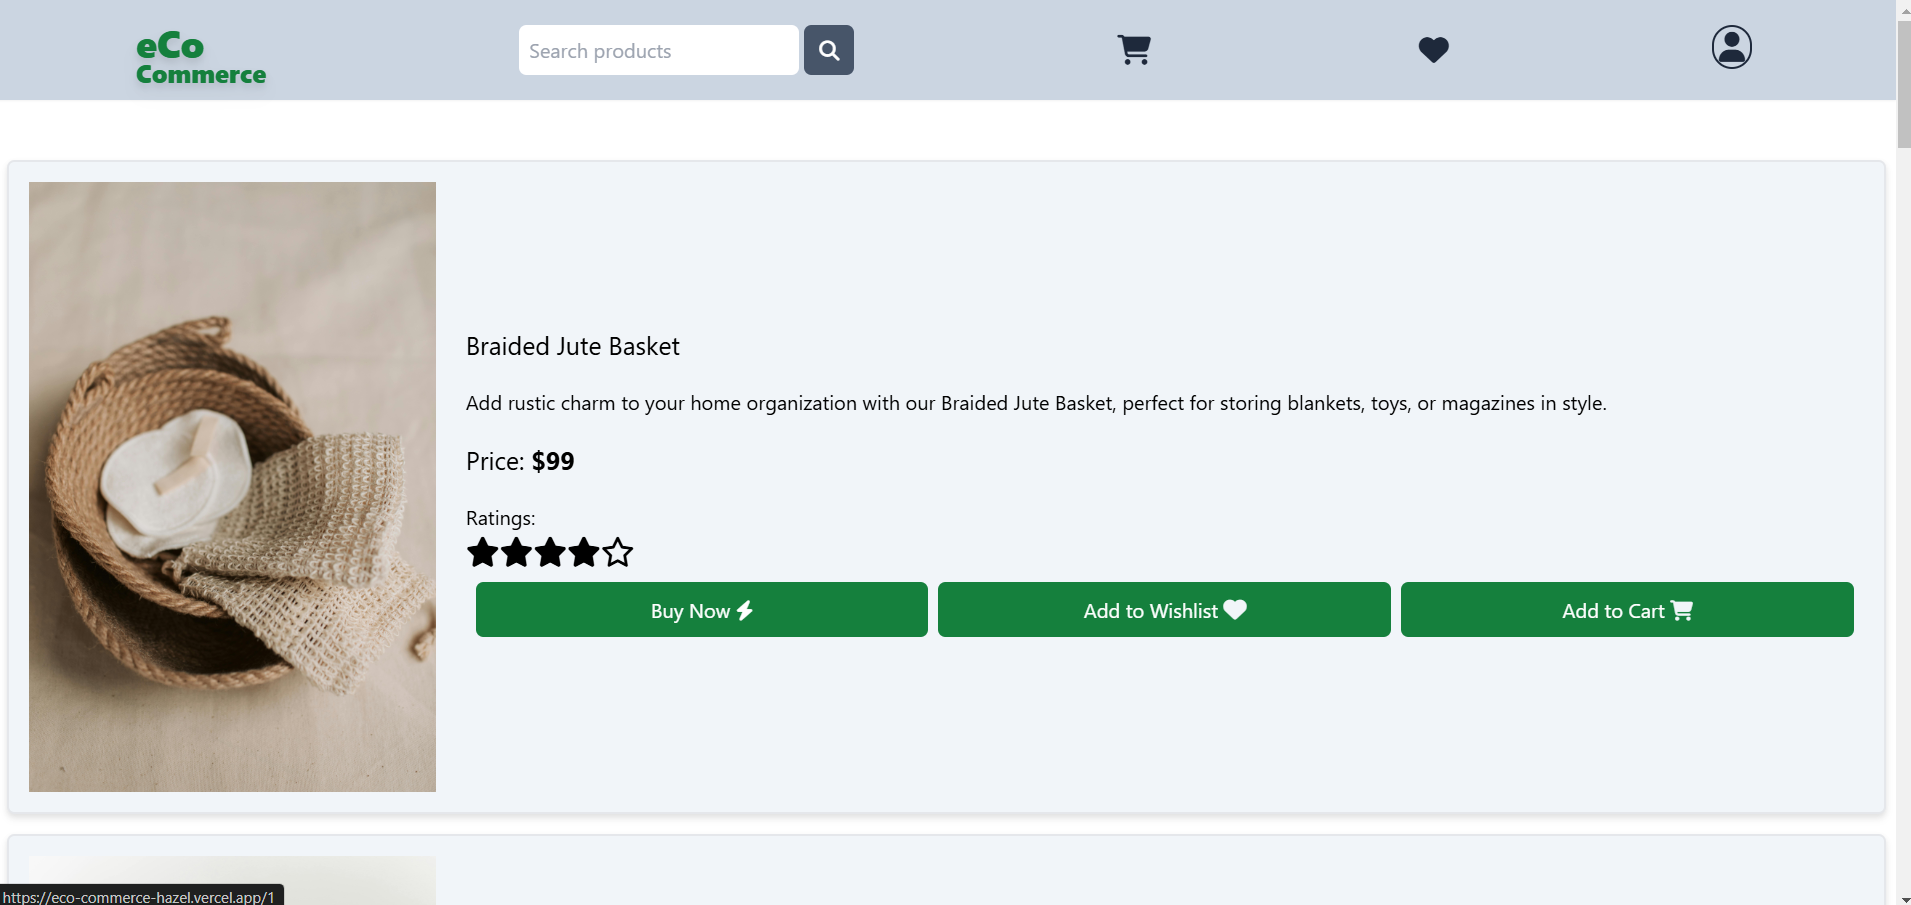 eCo
Commerce
Search products
Braided Jute Basket
Add rustic charm to your home organization with our Braided Jute Basket, perfect for storing blankets, toys, or magazines in style.
Price: $99
Ratings:
Buy Now
Add to Wishlist
Add to Cart
https://eco-commerce-hazel.vercel.app/1